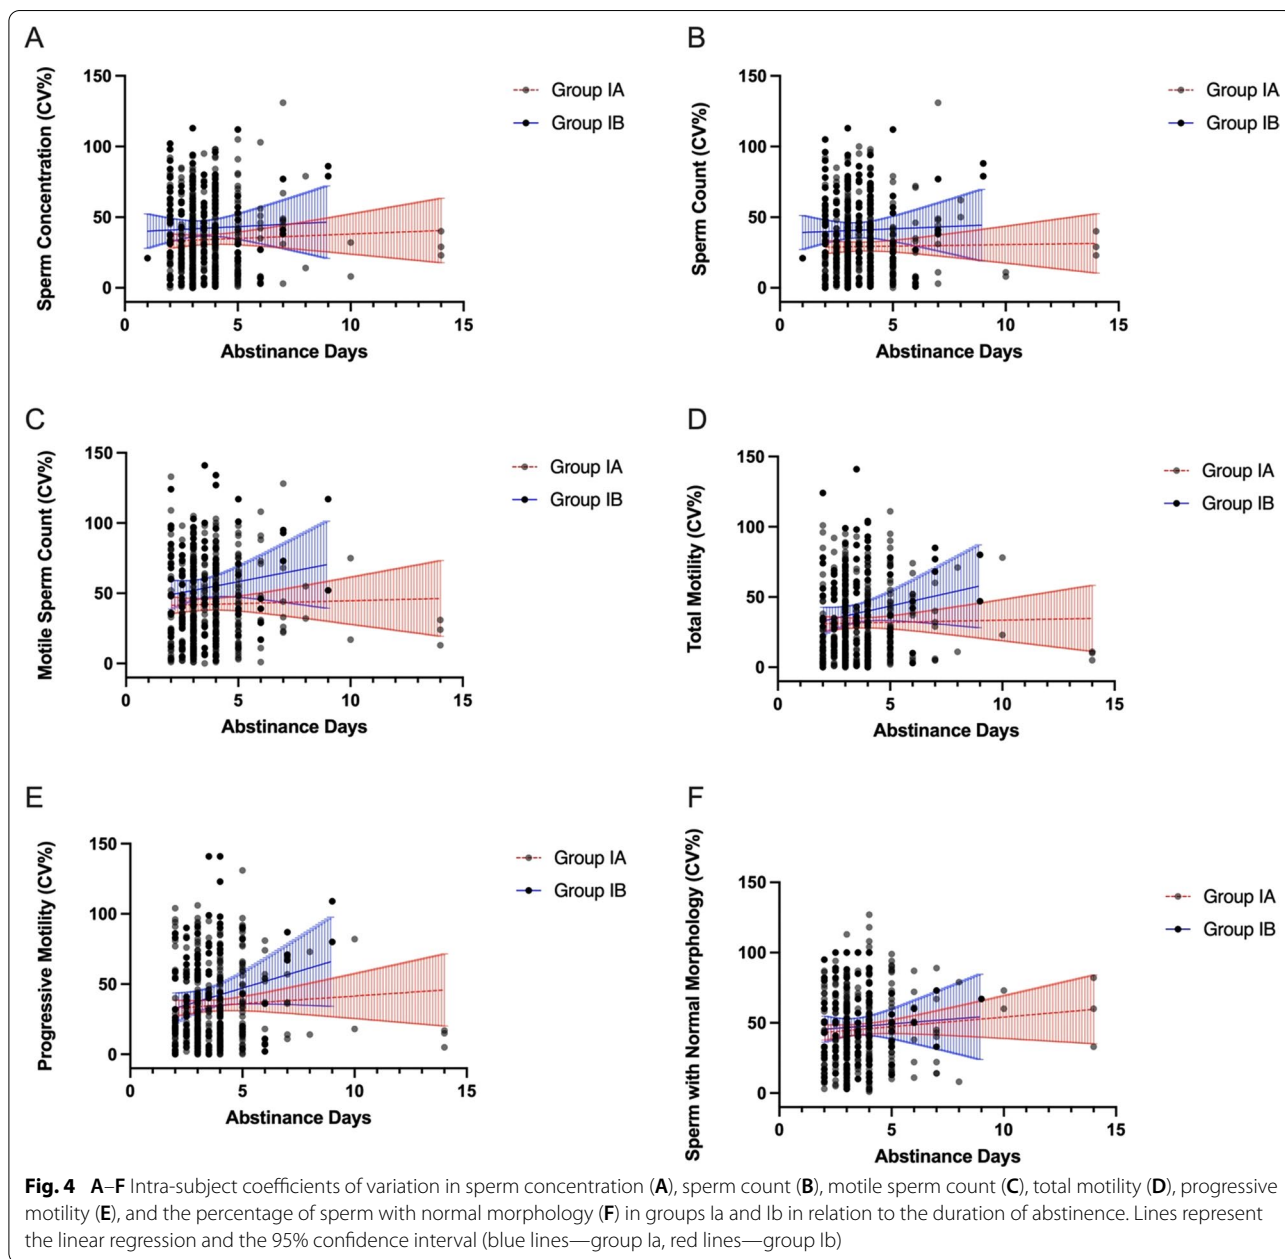 A
Sperm Concentration (CV%)
150
100
50
0
0
5
10
15
Abstinance Days
Group IA
Group IB
B
Sperm Count (CV%)
150
100
50
0
0
5
10
15
Abstinance Days
Group IA
Group IB
C
Motile Sperm Count (CV%)
150
100
50
0
0
5
10
15
Abstinance Days
Group IA
Group IB
D
Total Motility (CV%)
150
100
50
0
0
5
10
15
Abstinance Days
Group IA
Group IB
E
Progressive Motility (CV%)
150
100
50
0
0
5
10
15
Abstinance Days
Group IA
Group IB
F
Sperm with Normal Morphology (CV%)
150
100
50
0
0
5
10
15
Abstinance Days
Group IA
Group IB
Fig. 4 A–F Intra-subject coefficients of variation in sperm concentration (A), sperm count (B), motile sperm count (C), total motility (D), progressive
motility (E), and the percentage of sperm with normal morphology (F) in groups Ia and Ib in relation to the duration of abstinence. Lines represent
the linear regression and the 95% confidence interval (blue lines—group Ia, red lines—group Ib)